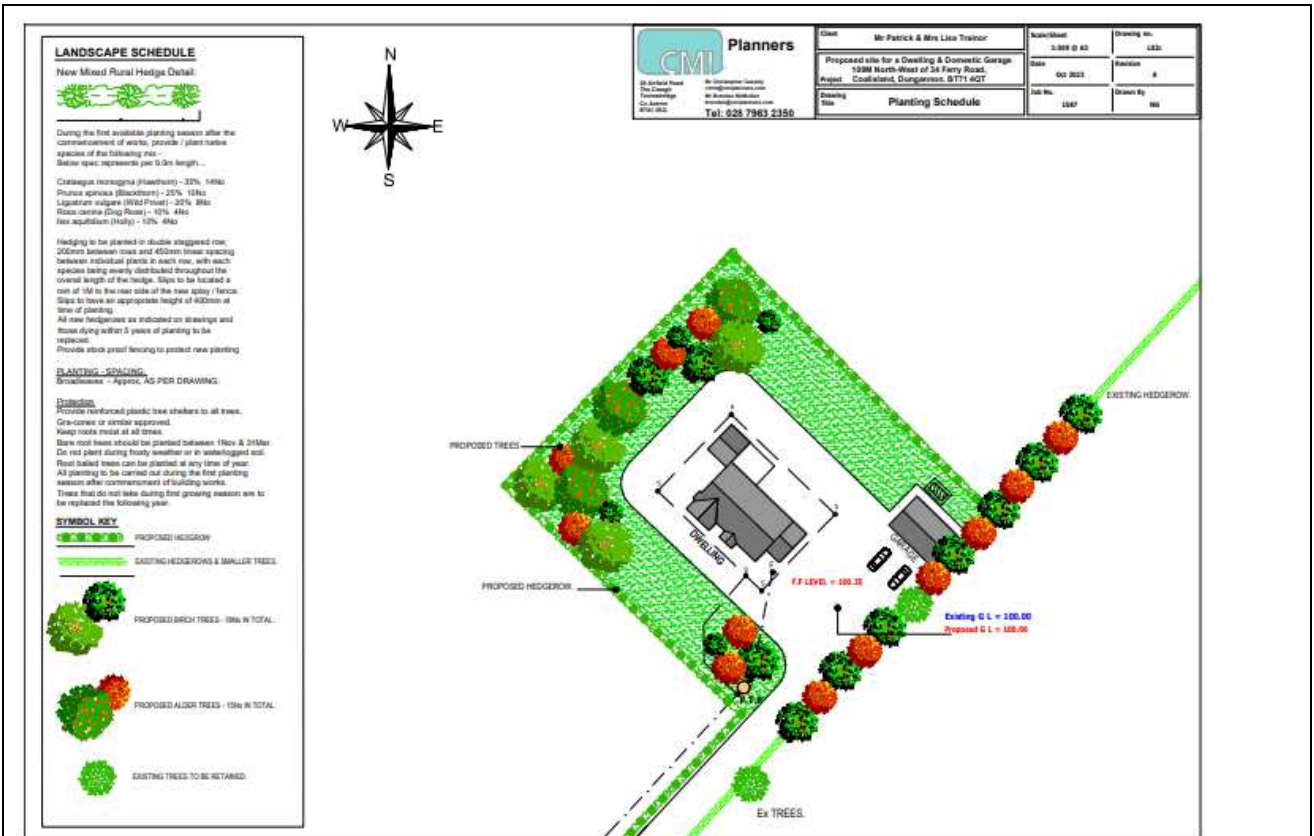 LANDSCAPE SCHEDULE
New Mixed Rural Hedge Detail:
During the first available planting season after the
commencement of works, provide / plant native
species of the following mix -
Below spec represents per 9.0m length...
Crataegus monogyna (Hawthorn) - 35% 14No
Prunus spinosa (Blackthorn) - 25% 10No
Ligustrum vulgare (Wild Privet) - 20% 8No
Rosa canina (Dog Rose) - 10% 4No
Ilex aquifolium (Holly) - 10% 4No
Hedging to be planted in double staggered row,
200mm between rows and 450mm linear spacing
between individual plants in each row, with each
species being evenly distributed throughout the
overall length of the hedge. Slips to be located a
min of 1M to the rear side of the new splay / fence.
Slips to have an appropriate height of 400mm at
time of planting.
All new hedgerows as indicated on drawings and
those dying within 5 years of planting to be
replaced.
Provide stock proof fencing to protect new planting
PLANTING - SPACING.
Broadleaves - Approx, AS PER DRAWING.
Protection
Provide reinforced plastic tree shelters to all trees.
Gro-cones or similar approved.
Keep roots moist at all times.
Bare root trees should be planted between 1Nov & 31Mar
Do not plant during frosty weather or in waterlogged soil.
Root balled trees can be planted at any time of year.
All planting to be carried out during the first planting
season after commencement of building works.
Trees that do not take during first growing season are to
be replaced the following year.
SYMBOL KEY
PROPOSED HEDGROW
EXISTING HEDGEROWS & SMALLER TREES.
PROPOSED BIRCH TREES - No IN TOTAL.
PROPOSED ALDER TREES - 15No IN TOTAL
EXISTING TREES TO BE RETAINED.
N
W E
S
CMI Planners
Tel: 028 7963 2350
Client Mr Patrick & Mrs Lisa Trainor
Project Proposed site for a Dwelling & Domestic Garage
100M North-West of 34 Ferry Road,
Coalisland, Dungannon. BT71 4QT
Drawing Title Planting Schedule
Scale/Sheet
1:500 @ A3
Date
Oct 2023
Job No.
Drawing no.
Revision
Drawn By
EXISTING HEDGEROW.
PROPOSED TREES
DWELLING
GARAGE
PROPOSED HEDGEROW.
F.F LEVEL = 100.35
Existing G L = 100.00
Proposed G L = 100.00
Ex TREES.